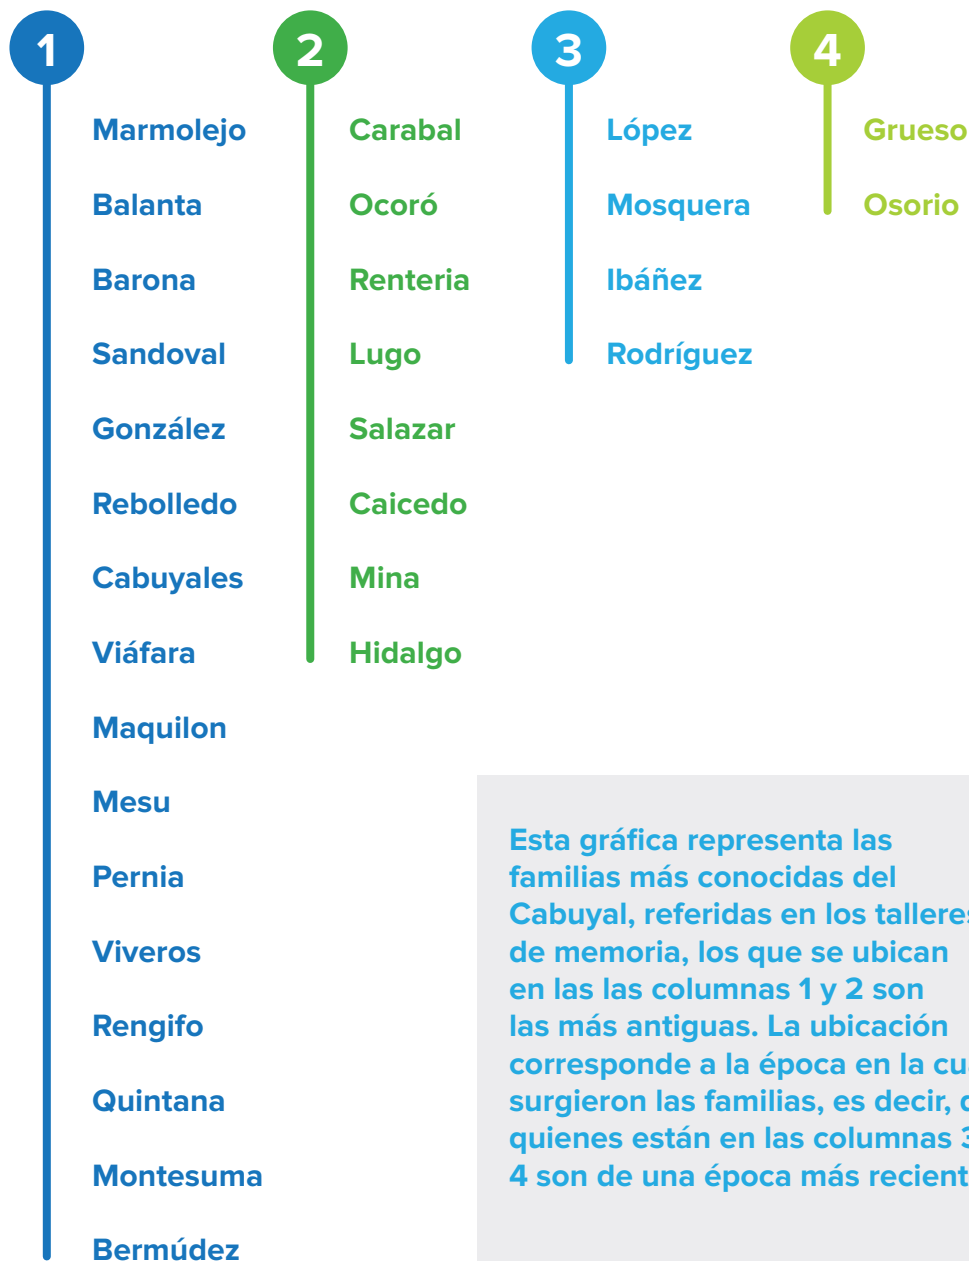 1
Marmolejo
Balanta
Barona
Sandoval
González
Rebolledo
Cabuyales
Viáfara
Maquilon
Mesu
Pernia
Viveros
Rengifo
Quintana
Montesuma
Bermúdez
2
Carabal
Ocoró
Renteria
Lugo
Salazar
Caicedo
Mina
Hidalgo
3
López
Mosquera
Ibáñez
Rodríguez
4
Grueso
Osorio
Esta gráfica representa las
familias más conocidas del
Cabuyal, referidas en los talleres
de memoria, los que se ubican
en las las columnas 1 y 2 son
las más antiguas. La ubicación
corresponde a la época en la
surgieron las familias, es decir,
quienes están en las columnas 3
4 son de una época más